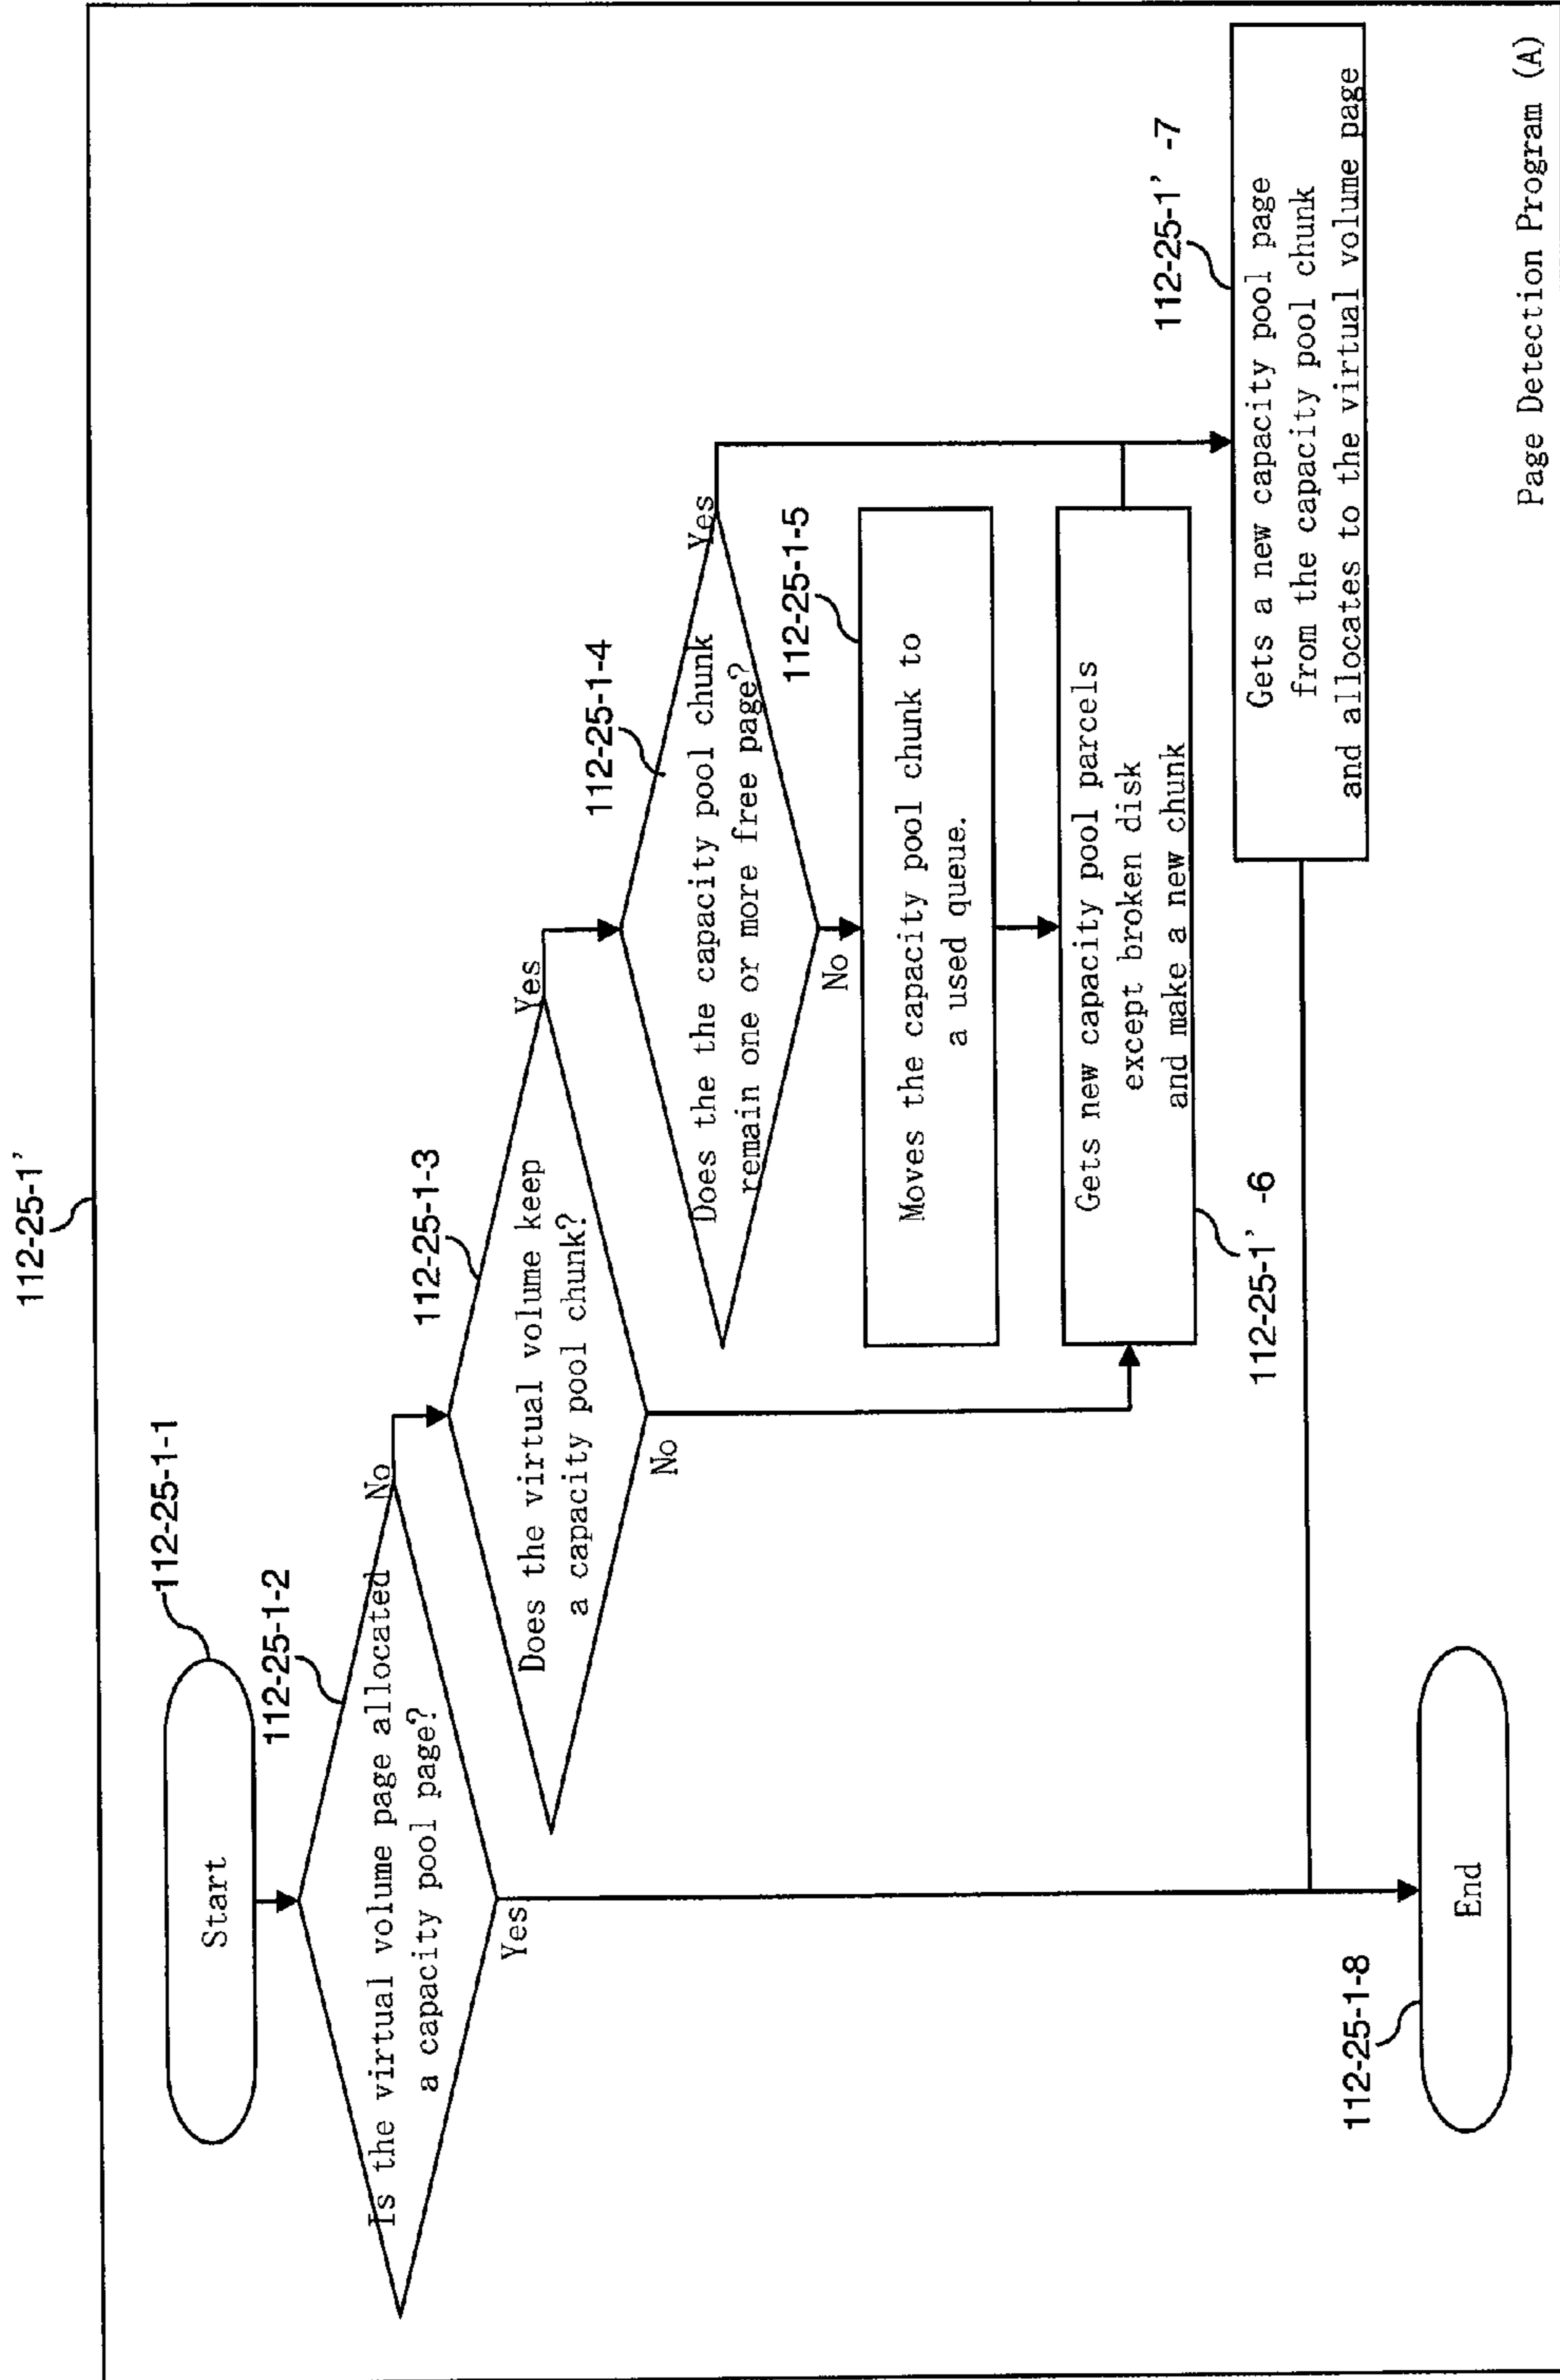 112-25-1'
112-25-1-1
Start
112-25-1-2
Is the virtual volume page allocated
a capacity pool page?
No
Yes
112-25-1-3
Does the virtual volume keep
a capacity pool chunk?
Yes
No
112-25-1-4
Does the the capacity pool chunk
remain one or more free page?
Yes
No
112-25-1-5
Moves the capacity pool chunk to
a used queue.
Gets new capacity pool parcels
except broken disk
and make a new chunk
112-25-1' -6
112-25-1' -7
Gets a new capacity pool page
from the capacity pool chunk
and allocates to the virtual volume page
112-25-1-8
End
Page Detection Program (A)